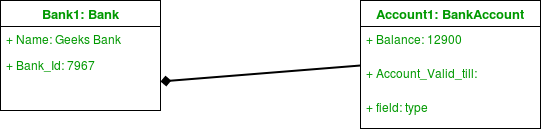 Bank1: Bank
+ Name: Geeks Bank
+ Bank_Id: 7967
Account1: BankAccount
+ Balance: 12900
+ Account_Valid_till:
+ field: type